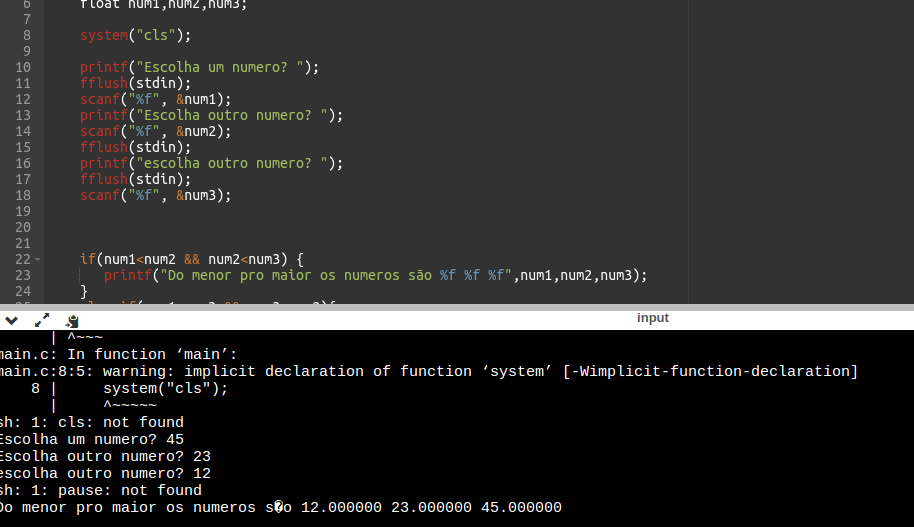 6 float num1,num2,num3;
7
8 system("cls");
9
10 printf("Escolha um numero? ");
11 fflush(stdin);
12 scanf("%f", &num1);
13 printf("Escolha outro numero? ");
14 scanf("%f", &num2);
15 fflush(stdin);
16 printf("escolha outro numero? ");
17 fflush(stdin);
18 scanf("%f", &num3);
19
20
21
22 if(num1<num2 && num2<num3) {
23 printf("Do menor pro maior os numeros são %f %f %f",num1,num2,num3);
24 }
input
| ^~~~
main.c: In function ‘main’:
main.c:8:5: warning: implicit declaration of function ‘system’ [-Wimplicit-function-declaration]
8 | system("cls");
| ^~~~~~
sh: 1: cls: not found
Escolha um numero? 45
Escolha outro numero? 23
escolha outro numero? 12
sh: 1: pause: not found
Do menor pro maior os numeros s�o 12.000000 23.000000 45.000000